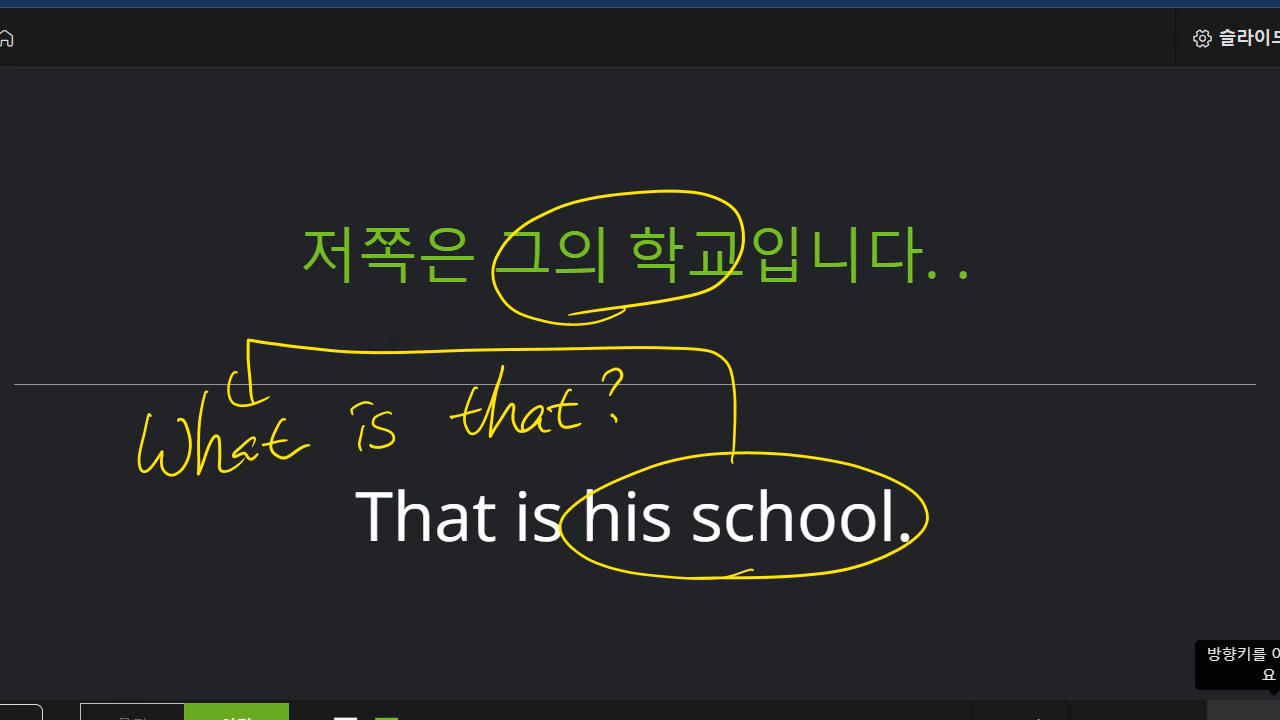 슬라이드
저쪽은 그의 학교입니다. .
What is that?
That is his school.
방향키를
요